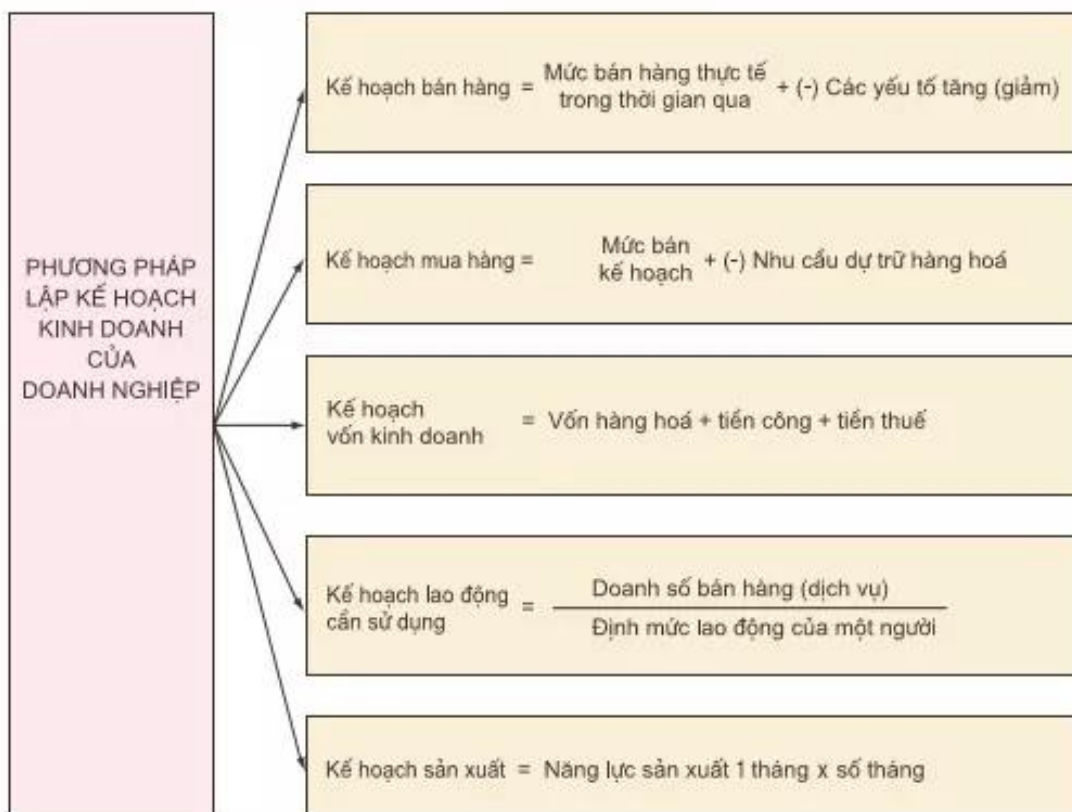 PHƯƠNG PHÁP
LẬP KẾ HOẠCH
KINH DOANH
CỦA
DOANH NGHIỆP
Kế hoạch bán hàng = Mức bán hàng thực tế
trong thời gian qua + (-) Các yếu tố tăng (giảm)
Kế hoạch mua hàng = Mức bán
kế hoạch + (-) Nhu cầu dự trữ hàng hoá
Kế hoạch
vốn kinh doanh = Vốn hàng hoá + tiền công + tiền thuế
Kế hoạch lao động
cần sử dụng = Doanh số bán hàng (dịch vụ)
Định mức lao động của một người
Kế hoạch sản xuất = Năng lực sản xuất 1 tháng x số tháng